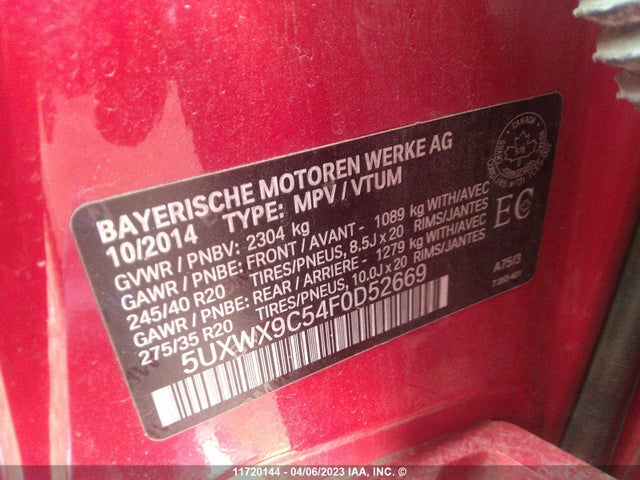 BAYERISCHE MOTOREN WERKE AG
10/2014 TYPE: MPV / VTUM
GVWR / PNBV: 2304 kg
GAWR / PNBE: FRONT / AVANT - 1089 kg WITH/AVEC
245/40 R20 TIRES/PNEUS, 8.5J x 20 RIMS/JANTES
GAWR / PNBE: REAR / ARRIERE - 1279 kg WITH/AVEC
275/35 R20 TIRES/PNEUS, 10.0J x 20 RIMS/JANTES
5UXWX9C54F0D52669
CANADA
EC
A75/3
11720144 - 04/06/2023 IAA, INC. ©